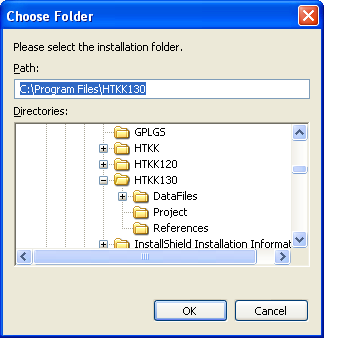 Choose Folder
Please select the installation folder.
Path:
C:\Program Files\HTKK130
Directories:
GPLGS
HTKK
HTKK120
HTKK130
DataFiles
Project
References
InstallShield Installation Informat
OK
Cancel